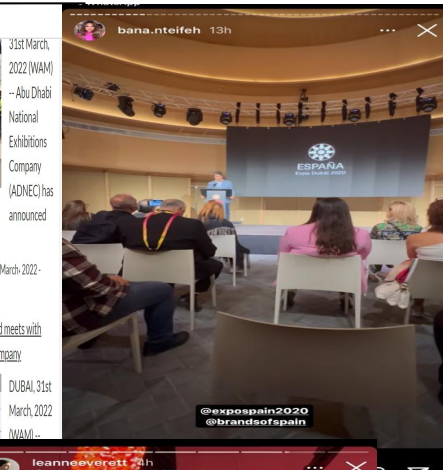 31st March,
2022 (WAM)
-- Abu Dhabi
National
Exhibitions
Company
(ADNEC) has
announced
March، 2022 -
d meets with
mpany
DUBAI, 31st
March, 2022
(WAM) --
bana.nteifeh 13h
ESPAÑA
Expo Dubai 2020
@expospain2020
@brandsofspain
leanneeverett 4h